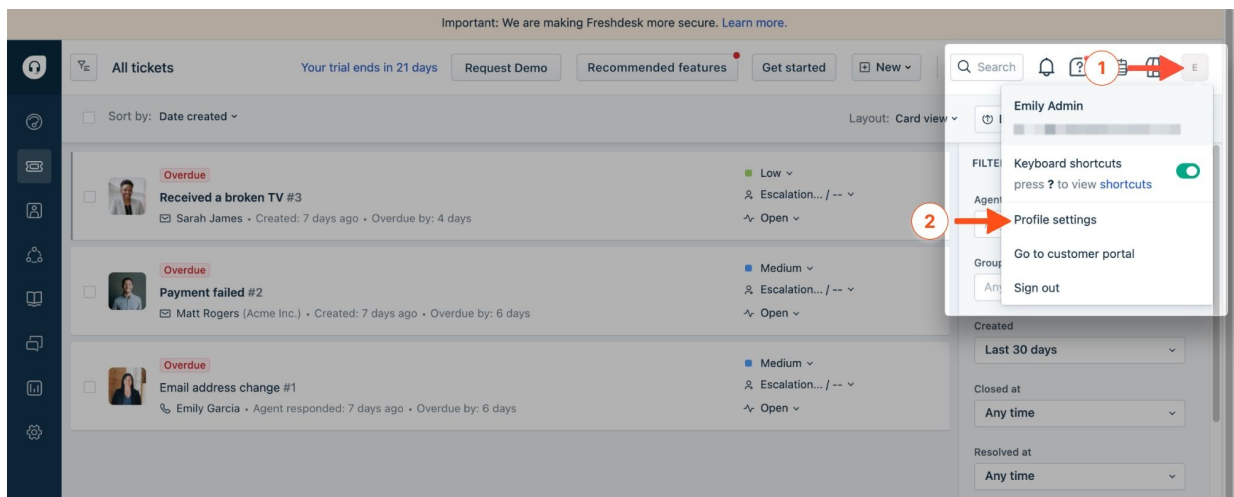 Important: We are making Freshdesk more secure. Learn more.
All tickets
Your trial ends in 21 days
Request Demo
Recommended features
Get started
New
Search
1
E
Sort by: Date created
Layout: Card view
Emily Admin
Keyboard shortcuts
press ? to view shortcuts
2
Profile settings
Go to customer portal
Sign out
Overdue
Received a broken TV #3
Sarah James • Created: 7 days ago • Overdue by: 4 days
Low
Escalation... / --
Open
Overdue
Payment failed #2
Matt Rogers (Acme Inc.) • Created: 7 days ago • Overdue by: 6 days
Medium
Escalation... / --
Open
Overdue
Email address change #1
Emily Garcia • Agent responded: 7 days ago • Overdue by: 6 days
Medium
Escalation... / --
Open
Created
Last 30 days
Closed at
Any time
Resolved at
Any time